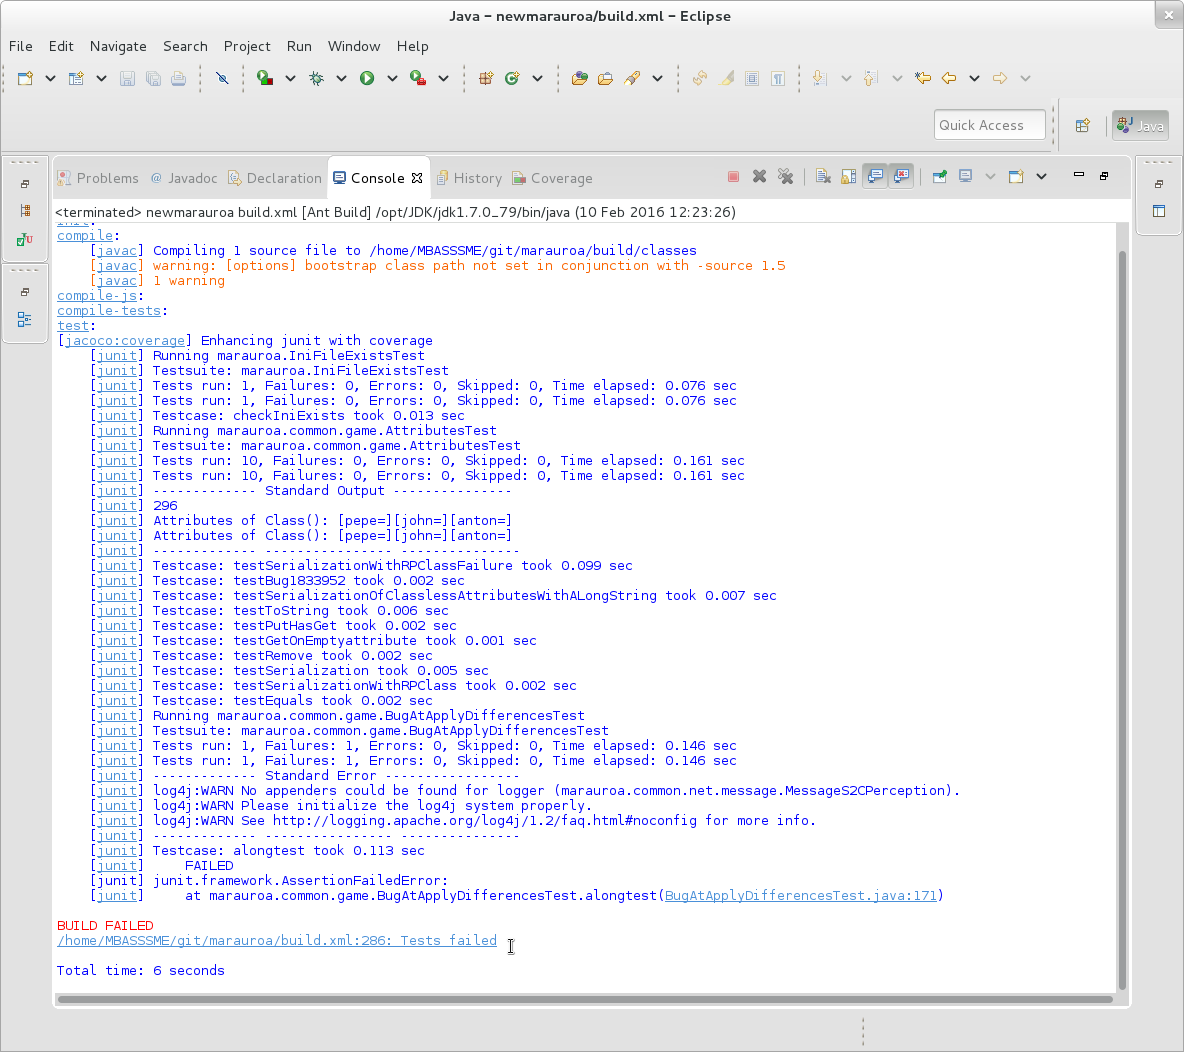 Java – newmarauroa/build.xml – Eclipse
File Edit Navigate Search Project Run Window Help
Quick Access
Java
Problems @ Javadoc Declaration Console History Coverage
<terminated> newmarauroa build.xml [Ant Build] /opt/JDK/jdk1.7.0_79/bin/java (10 Feb 2016 12:23:26)
init:
compile:
[javac] Compiling 1 source file to /home/MBASSSME/git/marauroa/build/classes
[javac] warning: [options] bootstrap class path not set in conjunction with -source 1.5
[javac] 1 warning
compile-js:
compile-tests:
test:
[jacoco:coverage] Enhancing junit with coverage
[junit] Running marauroa.IniFileExistsTest
[junit] Testsuite: marauroa.IniFileExistsTest
[junit] Tests run: 1, Failures: 0, Errors: 0, Skipped: 0, Time elapsed: 0.076 sec
[junit] Tests run: 1, Failures: 0, Errors: 0, Skipped: 0, Time elapsed: 0.076 sec
[junit] Testcase: checkIniExists took 0.013 sec
[junit] Running marauroa.common.game.AttributesTest
[junit] Testsuite: marauroa.common.game.AttributesTest
[junit] Tests run: 10, Failures: 0, Errors: 0, Skipped: 0, Time elapsed: 0.161 sec
[junit] Tests run: 10, Failures: 0, Errors: 0, Skipped: 0, Time elapsed: 0.161 sec
[junit] ------------- Standard Output ---------------
[junit] 296
[junit] Attributes of Class(): [pepe=][john=][anton=]
[junit] Attributes of Class(): [pepe=][john=][anton=]
[junit] ------------- ---------------- ---------------
[junit] Testcase: testSerializationWithRPClassFailure took 0.099 sec
[junit] Testcase: testBug1833952 took 0.002 sec
[junit] Testcase: testSerializationOfClasslessAttributesWithALongString took 0.007 sec
[junit] Testcase: testToString took 0.006 sec
[junit] Testcase: testPutHasGet took 0.002 sec
[junit] Testcase: testGetOnEmptyattribute took 0.001 sec
[junit] Testcase: testRemove took 0.002 sec
[junit] Testcase: testSerialization took 0.005 sec
[junit] Testcase: testSerializationWithRPClass took 0.002 sec
[junit] Testcase: testEquals took 0.002 sec
[junit] Running marauroa.common.game.BugAtApplyDifferencesTest
[junit] Testsuite: marauroa.common.game.BugAtApplyDifferencesTest
[junit] Tests run: 1, Failures: 1, Errors: 0, Skipped: 0, Time elapsed: 0.146 sec
[junit] Tests run: 1, Failures: 1, Errors: 0, Skipped: 0, Time elapsed: 0.146 sec
[junit] ------------- Standard Error -----------------
[junit] log4j:WARN No appenders could be found for logger (marauroa.common.net.message.MessageS2CPerception).
[junit] log4j:WARN Please initialize the log4j system properly.
[junit] log4j:WARN See http://logging.apache.org/log4j/1.2/faq.html#noconfig for more info.
[junit] ------------- ---------------- ---------------
[junit] Testcase: alongtest took 0.113 sec
[junit] FAILED
[junit] junit.framework.AssertionFailedError:
[junit] at marauroa.common.game.BugAtApplyDifferencesTest.alongtest(BugAtApplyDifferencesTest.java:171)
BUILD FAILED
/home/MBASSSME/git/marauroa/build.xml:286: Tests failed
Total time: 6 seconds